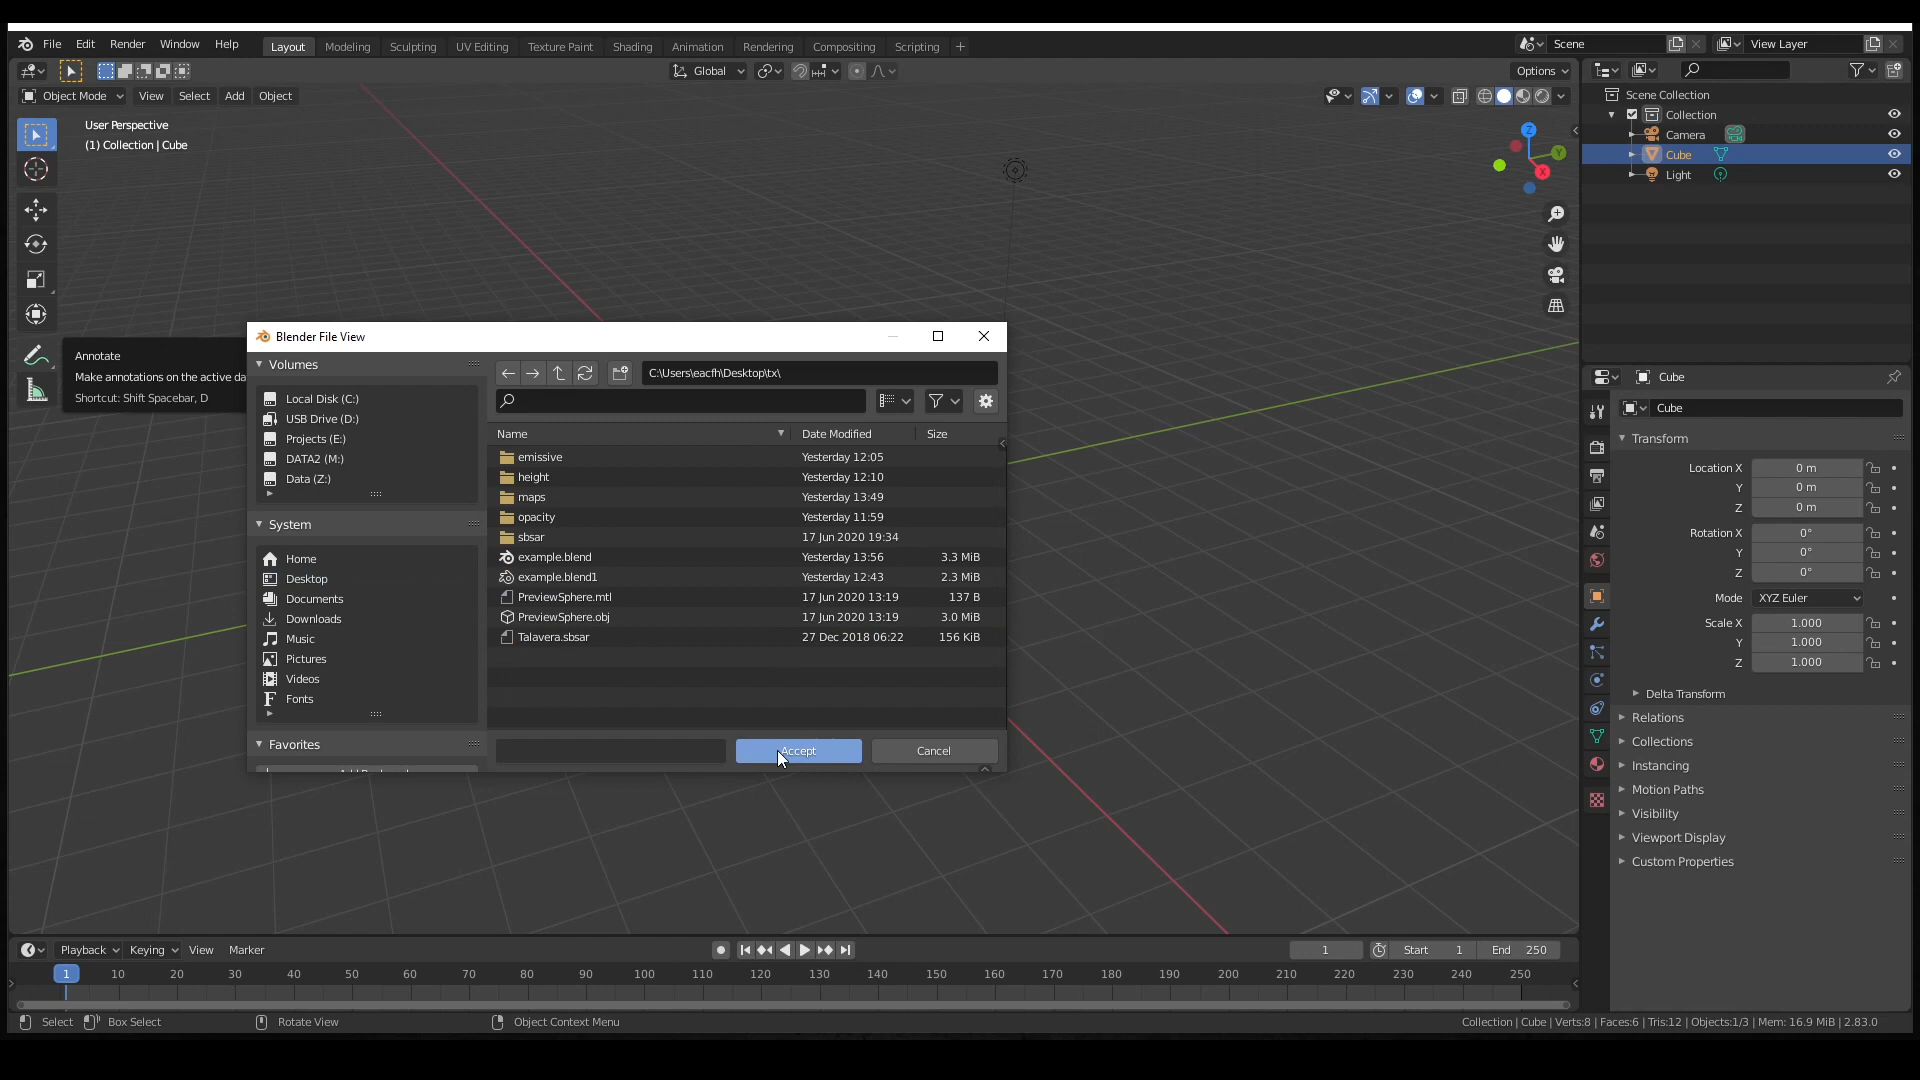 File Edit Render Window Help Layout Modeling Sculpting UV Editing Texture Paint Shading Animation Rendering Compositing Scripting + Scene View Layer
Global Options
Object Mode View Select Add Object
User Perspective
(1) Collection | Cube
Z
Y
X
Scene Collection
Collection
Camera
Cube
Light
Annotate
Make annotations on the active da
Shortcut: Shift Spacebar, D
Blender File View
Volumes
Local Disk (C:)
USB Drive (D:)
Projects (E:)
DATA2 (M:)
Data (Z:)
System
Home
Desktop
Documents
Downloads
Music
Pictures
Videos
Fonts
Favorites
C:\Users\eacfh\Desktop\tx\
Name Date Modified Size
emissive Yesterday 12:05
height Yesterday 12:10
maps Yesterday 13:49
opacity Yesterday 11:59
sbsar 17 Jun 2020 19:34
example.blend Yesterday 13:56 3.3 MiB
example.blend1 Yesterday 12:43 2.3 MiB
PreviewSphere.mtl 17 Jun 2020 13:19 137 B
PreviewSphere.obj 17 Jun 2020 13:19 3.0 MiB
Talavera.sbsar 27 Dec 2018 06:22 156 KiB
Accept Cancel
Cube
Cube
Transform
Location X 0 m
Y 0 m
Z 0 m
Rotation X 0°
Y 0°
Z 0°
Mode XYZ Euler
Scale X 1.000
Y 1.000
Z 1.000
Delta Transform
Relations
Collections
Instancing
Motion Paths
Visibility
Viewport Display
Custom Properties
Playback Keying View Marker 1 Start 1 End 250
1 10 20 30 40 50 60 70 80 90 100 110 120 130 140 150 160 170 180 190 200 210 220 230 240 250
Select Box Select Rotate View Object Context Menu Collection | Cube | Verts:8 | Faces:6 | Tris:12 | Objects:1/3 | Mem: 16.9 MiB | 2.83.0